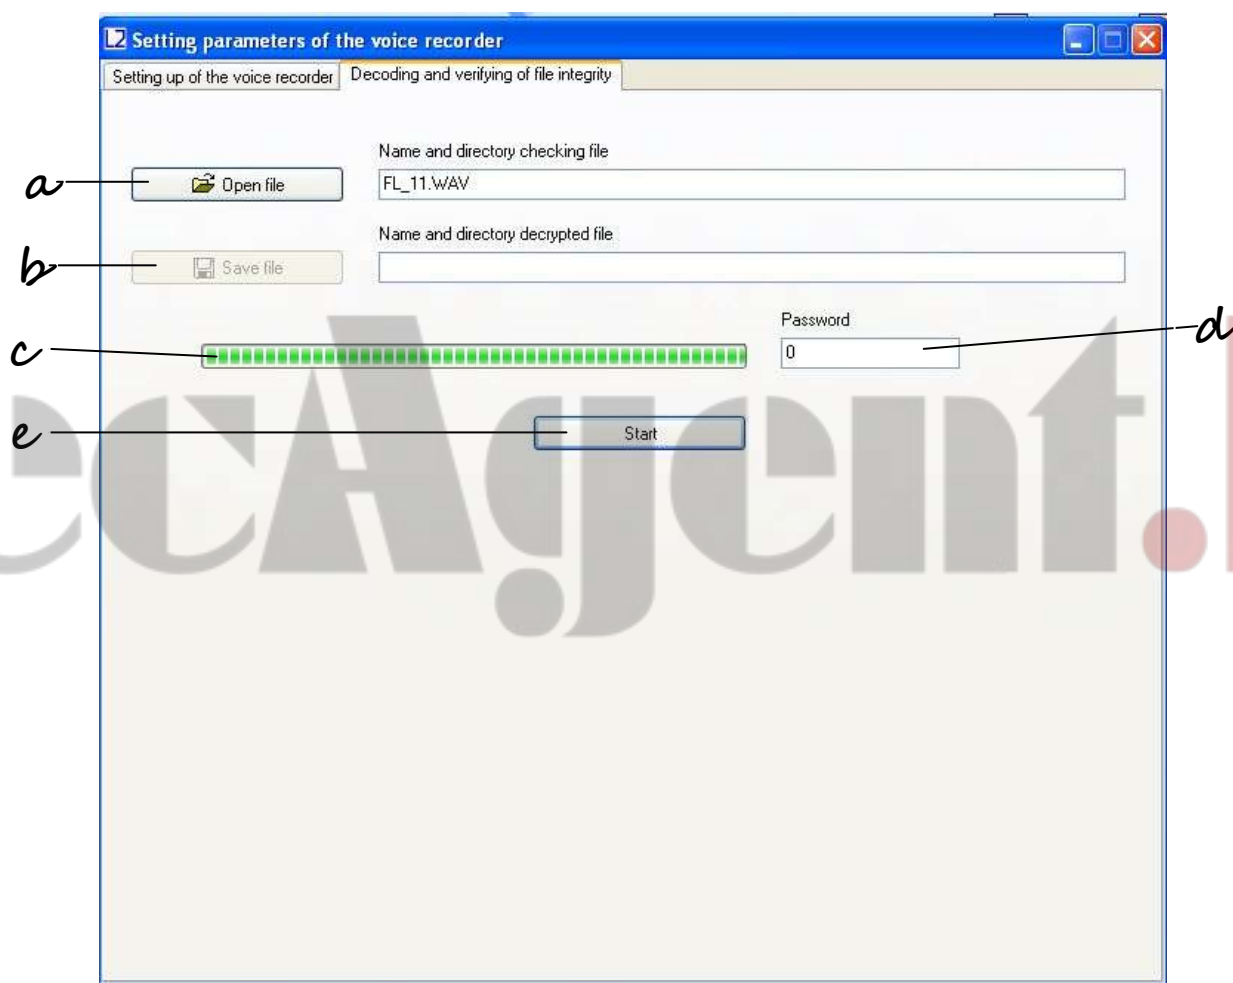 Setting parameters of the voice recorder
Setting up of the voice recorder Decoding and verifying of file integrity
Name and directory checking file
a Open file FL_11.WAV
Name and directory decrypted file
b Save file
Password
d
c 0
e Start
ecAgent.